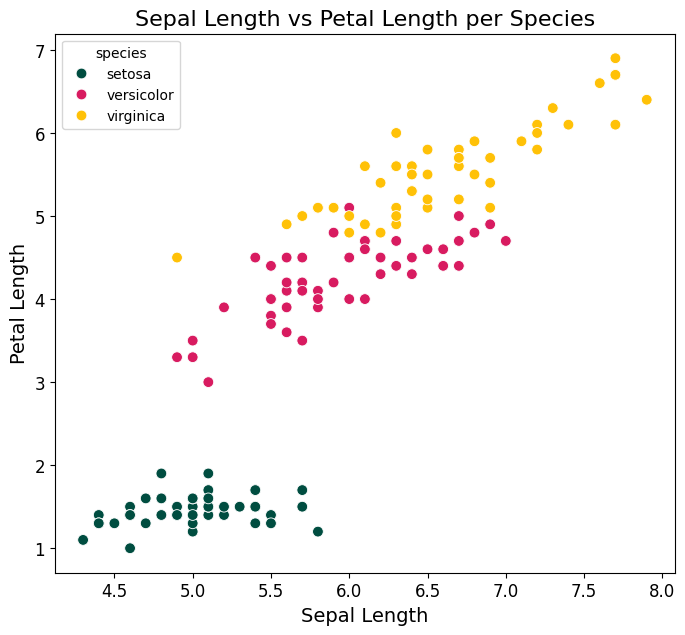 Sepal Length vs Petal Length per Species
species
setosa
versicolor
virginica
7
6
5
4
3
2
1
Petal Length
4.5 5.0 5.5 6.0 6.5 7.0 7.5 8.0
Sepal Length